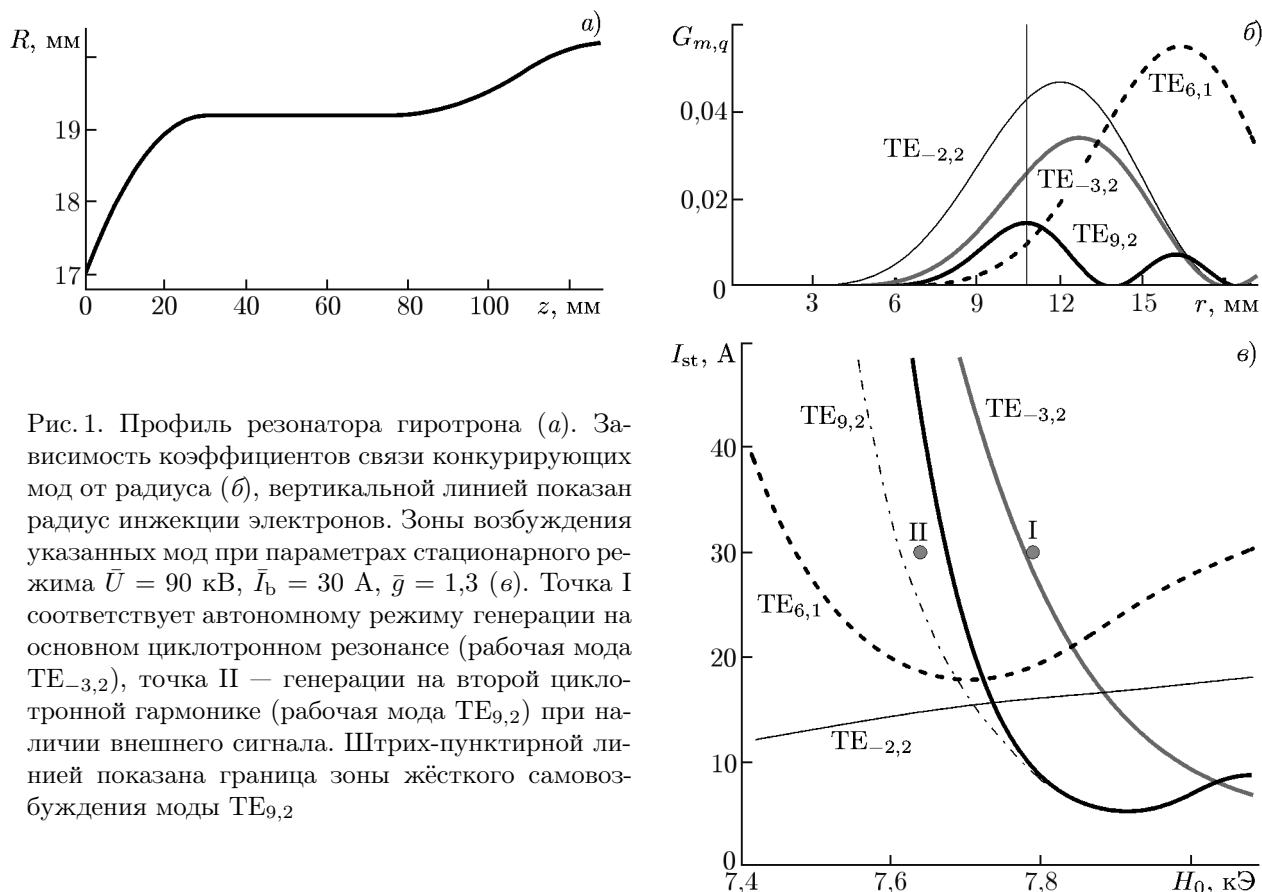 а)
R, мм
19
18
17
0
20
40
60
80
100
z, мм
б)
G_{m,q}
0,04
0,02
0
TE_{6,1}
TE_{−2,2}
TE_{−3,2}
TE_{9,2}
3
6
9
12
15
r, мм
Рис. 1. Профиль резонатора гиротрона (а). За-
висимость коэффициентов связи конкурирующих
мод от радиуса (б), вертикальной линией показан
радиус инжекции электронов. Зоны возбуждения
указанных мод при параметрах стационарного ре-
жима Ū = 90 кВ, Ī_b = 30 А, ḡ = 1,3 (в). Точка I
соответствует автономному режиму генерации на
основном циклотронном резонансе (рабочая мода
TE_{−3,2}), точка II — генерации на второй цикло-
тронной гармонике (рабочая мода TE_{9,2}) при на-
личии внешнего сигнала. Штрих-пунктирной ли-
нией показана граница зоны жёсткого самовоз-
буждения моды TE_{9,2}
I_{st}, А
в)
40
30
20
10
0
TE_{9,2}
TE_{−3,2}
II
I
TE_{6,1}
TE_{−2,2}
7,4
7,6
7,8
H_0, кЭ